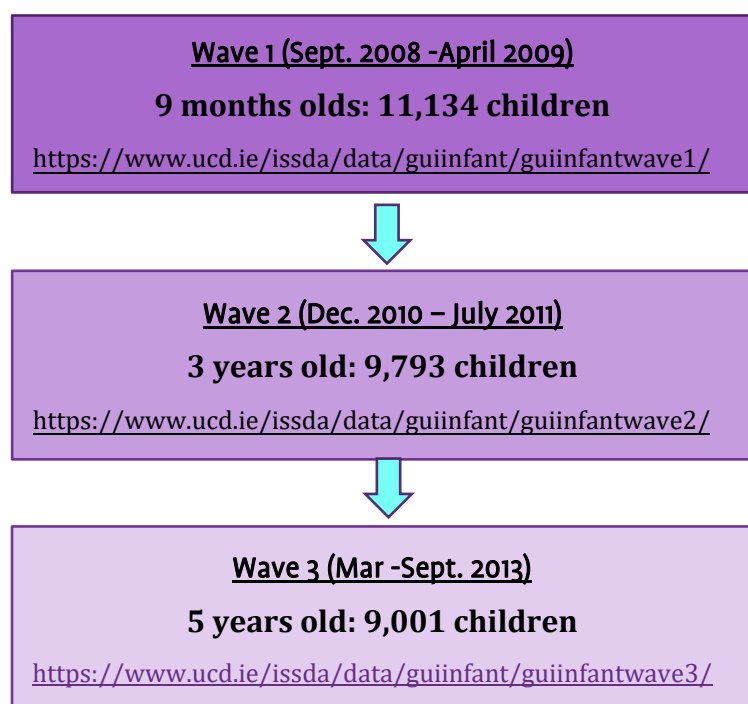 Wave 1 (Sept. 2008 -April 2009)
9 months olds: 11,134 children
https://www.ucd.ie/issda/data/guiinfant/guiinfantwave1/
Wave 2 (Dec. 2010 – July 2011)
3 years old: 9,793 children
https://www.ucd.ie/issda/data/guiinfant/guiinfantwave2/
Wave 3 (Mar -Sept. 2013)
5 years old: 9,001 children
https://www.ucd.ie/issda/data/guiinfant/guiinfantwave3/